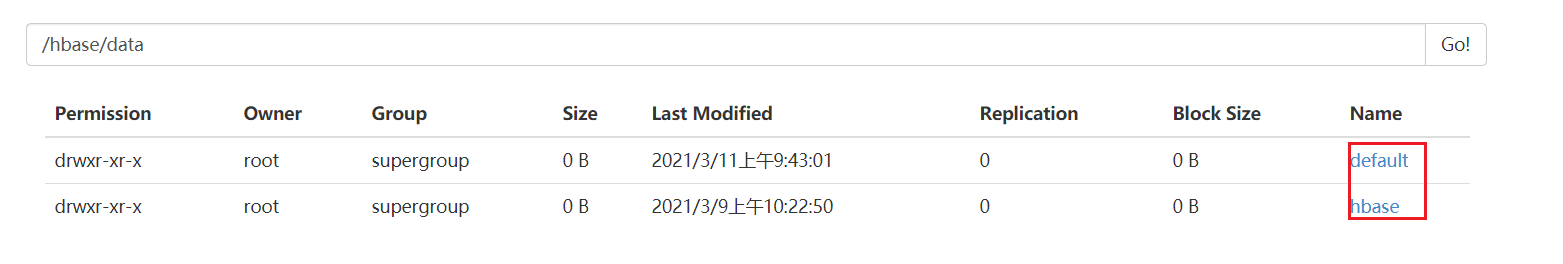 /hbase/data Go!
Permission Owner Group Size Last Modified Replication Block Size Name
drwxr-xr-x root supergroup 0 B 2021/3/11上午9:43:01 0 0 B default
drwxr-xr-x root supergroup 0 B 2021/3/9上午10:22:50 0 0 B hbase